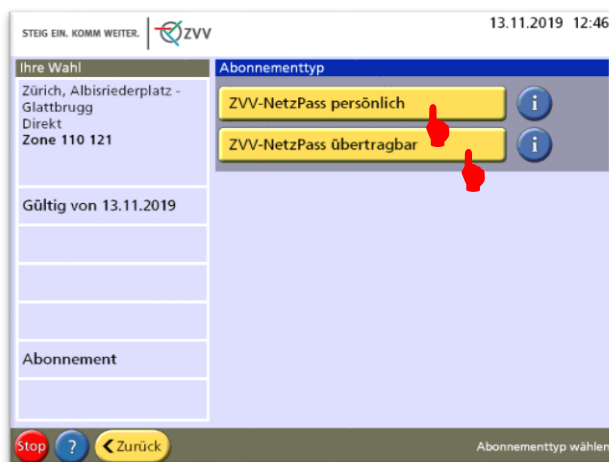 STEIG EIN. KOMM WEITER.
ZVV
13.11.2019 12:46
Ihre Wahl
Zürich, Albisriederplatz -
Glattbrugg
Direkt
Zone 110 121
Gültig von 13.11.2019
Abonnement
Abonnementtyp
ZVV-NetzPass persönlich
i
ZVV-NetzPass übertragbar
i
Stop
?
Zurück
Abonnementtyp wählen